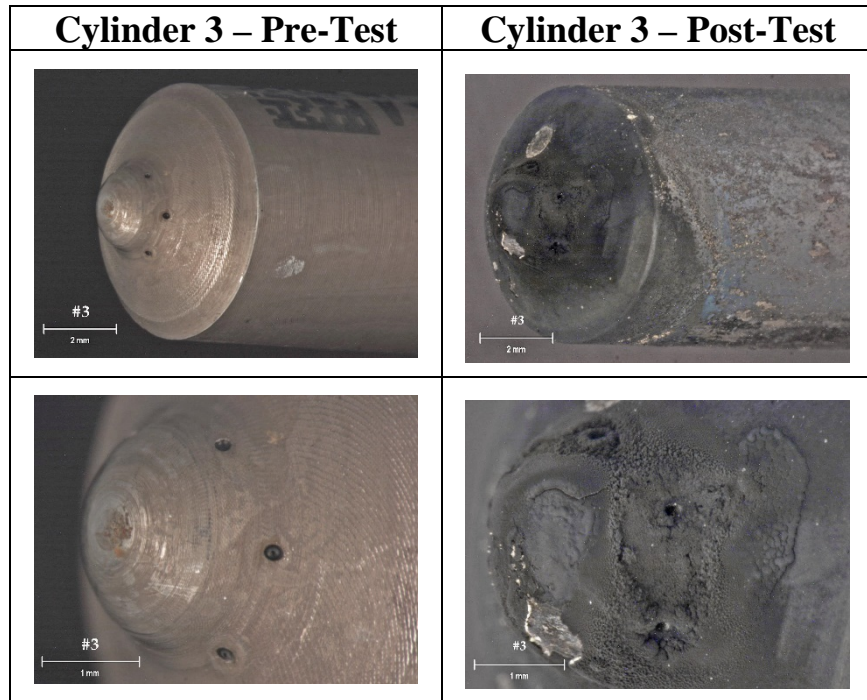 Cylinder 3 – Pre-Test
Cylinder 3 – Post-Test
#3
2 mm
#3
2 mm
#3
1 mm
#3
1 mm